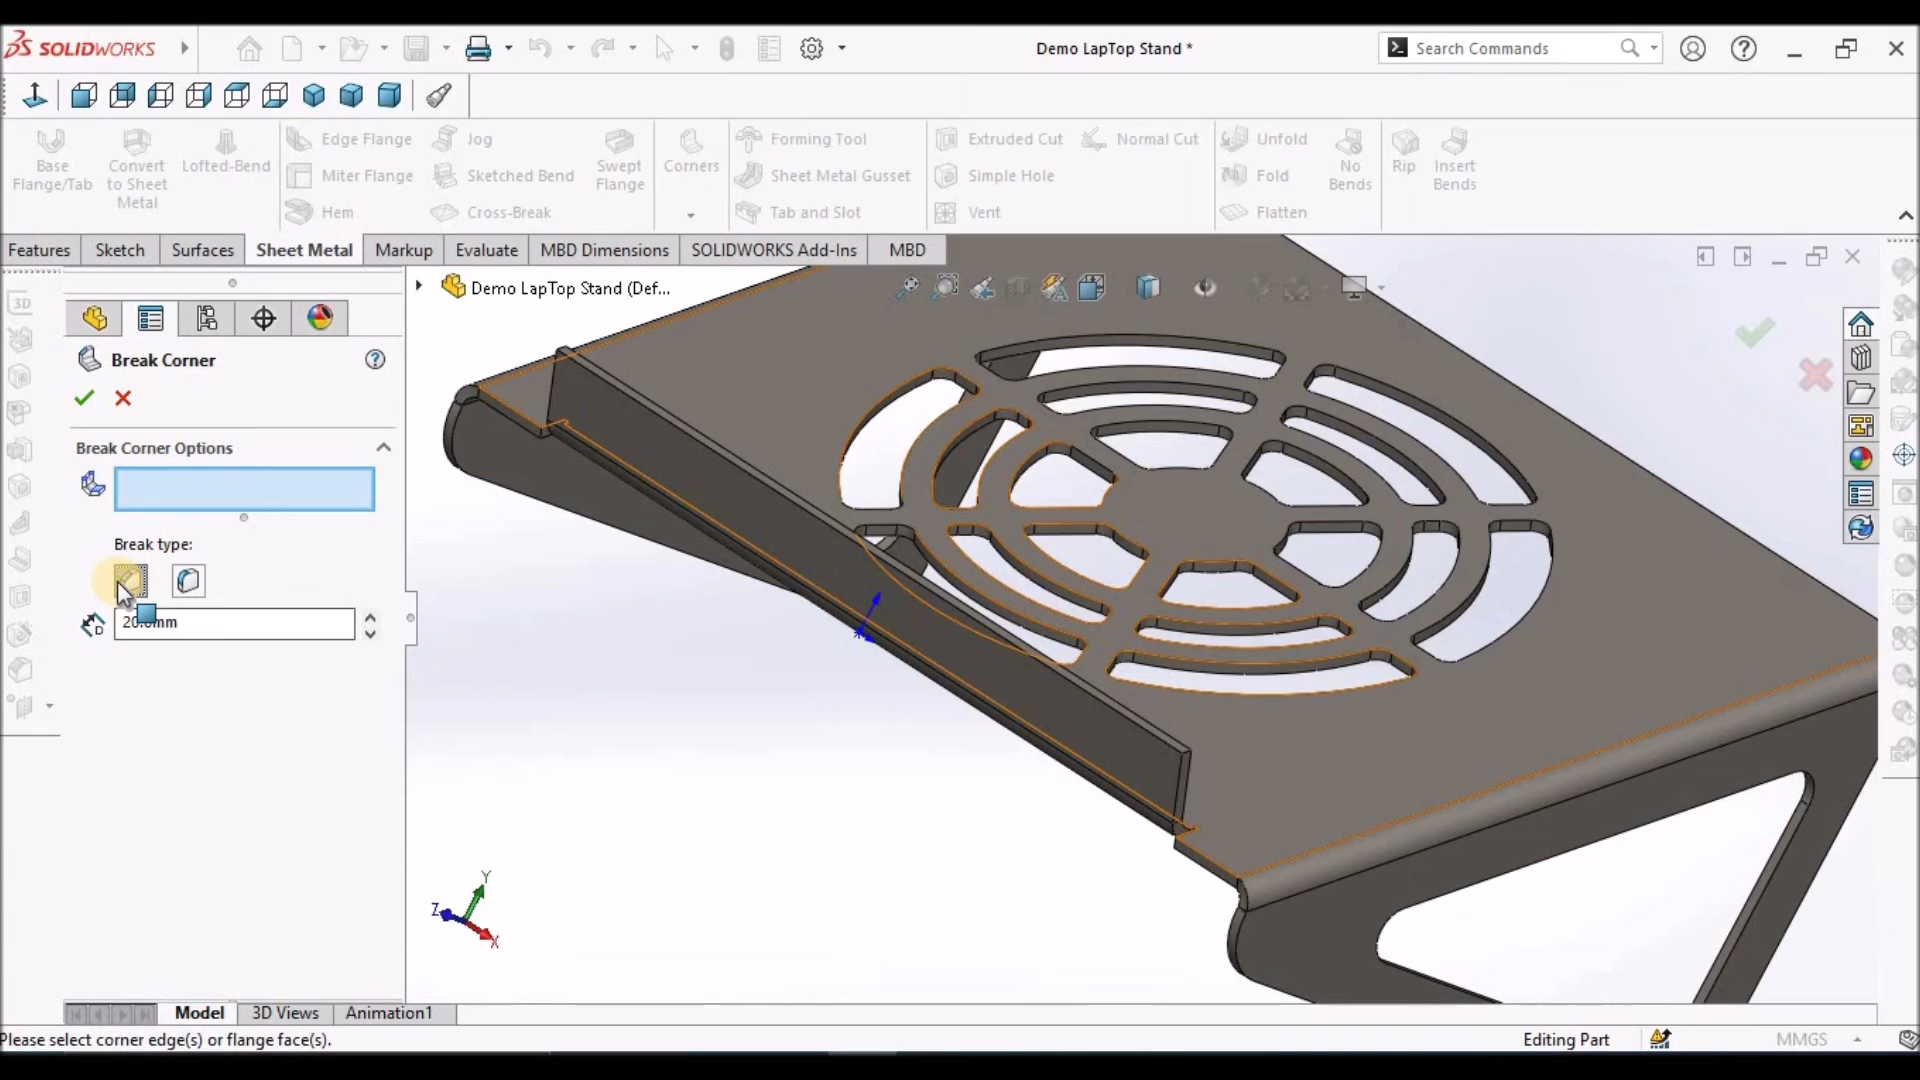 SOLIDWORKS
Demo LapTop Stand *
Search Commands
Base Flange/Tab
Convert to Sheet Metal
Lofted-Bend
Edge Flange
Miter Flange
Hem
Jog
Sketched Bend
Cross-Break
Swept Flange
Corners
Forming Tool
Sheet Metal Gusset
Tab and Slot
Extruded Cut
Simple Hole
Vent
Normal Cut
Unfold
Fold
Flatten
No Bends
Rip
Insert Bends
Features
Sketch
Surfaces
Sheet Metal
Markup
Evaluate
MBD Dimensions
SOLIDWORKS Add-Ins
MBD
Demo LapTop Stand (Def...
3D
Break Corner
Break Corner Options
Break type:
D
Y
Z
X
Model
3D Views
Animation1
Please select corner edge(s) or flange face(s).
Editing Part
MMGS